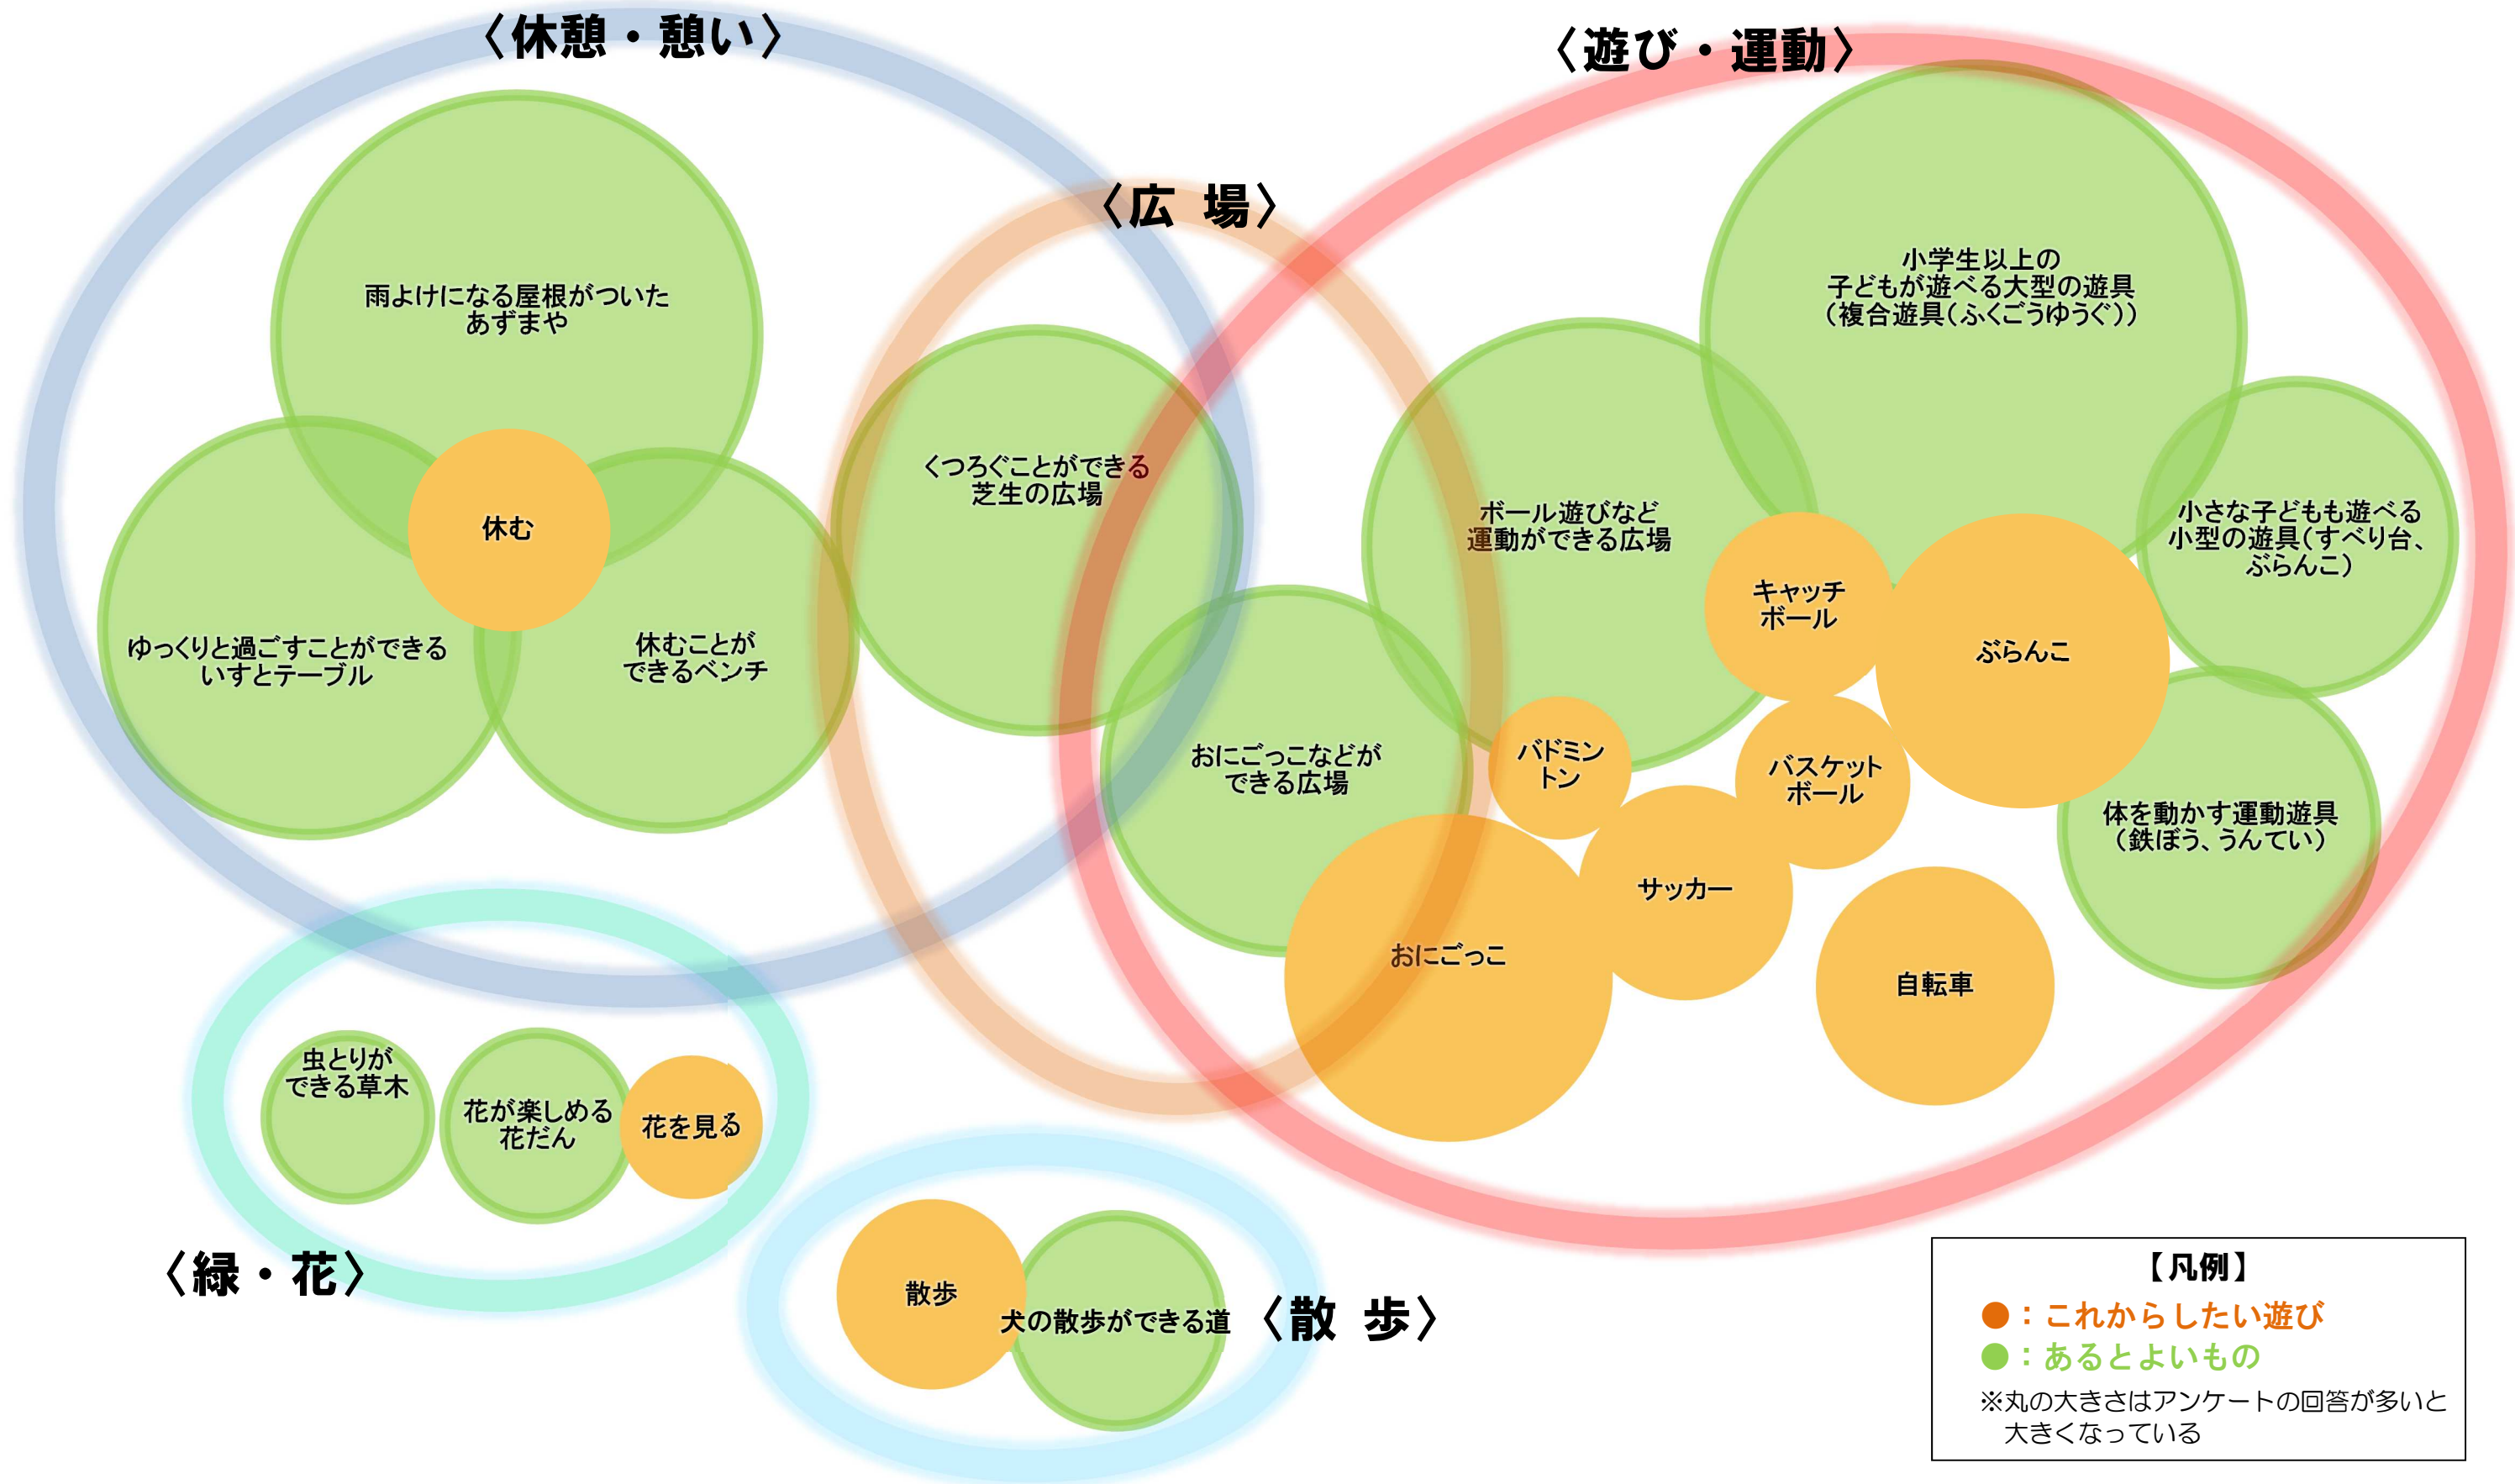 〈休憩・憩い〉
雨よけになる屋根がついた
あずまや
休む
ゆっくりと過ごすことができる
いすとテーブル
休むことが
できるベンチ
〈広 場〉
くつろぐことができる
芝生の広場
おにごっこなどが
できる広場
〈遊び・運動〉
小学生以上の
子どもが遊べる大型の遊具
（複合遊具（ふくごうゆうぐ））
ボール遊びなど
運動ができる広場
小さな子どもも遊べる
小型の遊具（すべり台、
ぶらんこ）
キャッチ
ボール
ぶらんこ
バドミン
トン
バスケット
ボール
体を動かす運動遊具
（鉄ぼう、うんてい）
サッカー
おにごっこ
自転車
虫とりが
できる草木
花が楽しめる
花だん
花を見る
〈緑・花〉
散歩
犬の散歩ができる道
〈散 歩〉
【凡例】
●：これからしたい遊び
●：あるとよいもの
※丸の大きさはアンケートの回答が多いと
大きくなっている